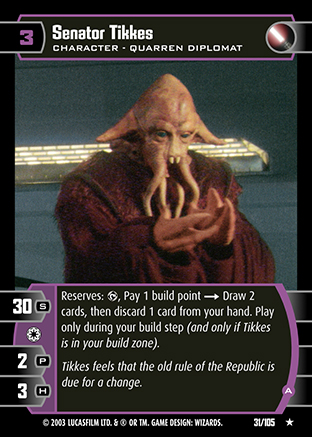 3 Senator Tikkes
CHARACTER - QUARREN DIPLOMAT
30 S
2 P
3 H
Reserves: , Pay 1 build point → Draw 2
cards, then discard 1 card from your hand. Play
only during your build step (and only if Tikkes
is in your build zone).
Tikkes feels that the old rule of the Republic is
due for a change.
A
© 2003 LUCASFILM LTD. & ® OR TM. GAME DESIGN: WIZARDS. 31/105 ★